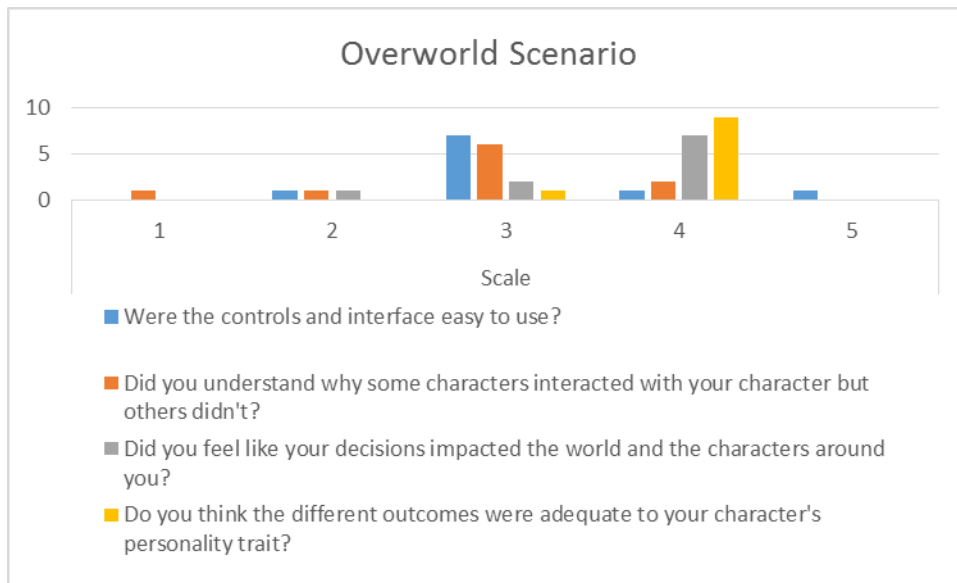 Overworld Scenario
10
5
0
1 2 3 4 5
Scale
Were the controls and interface easy to use?
Did you understand why some characters interacted with your character but
others didn't?
Did you feel like your decisions impacted the world and the characters around
you?
Do you think the different outcomes were adequate to your character's
personality trait?